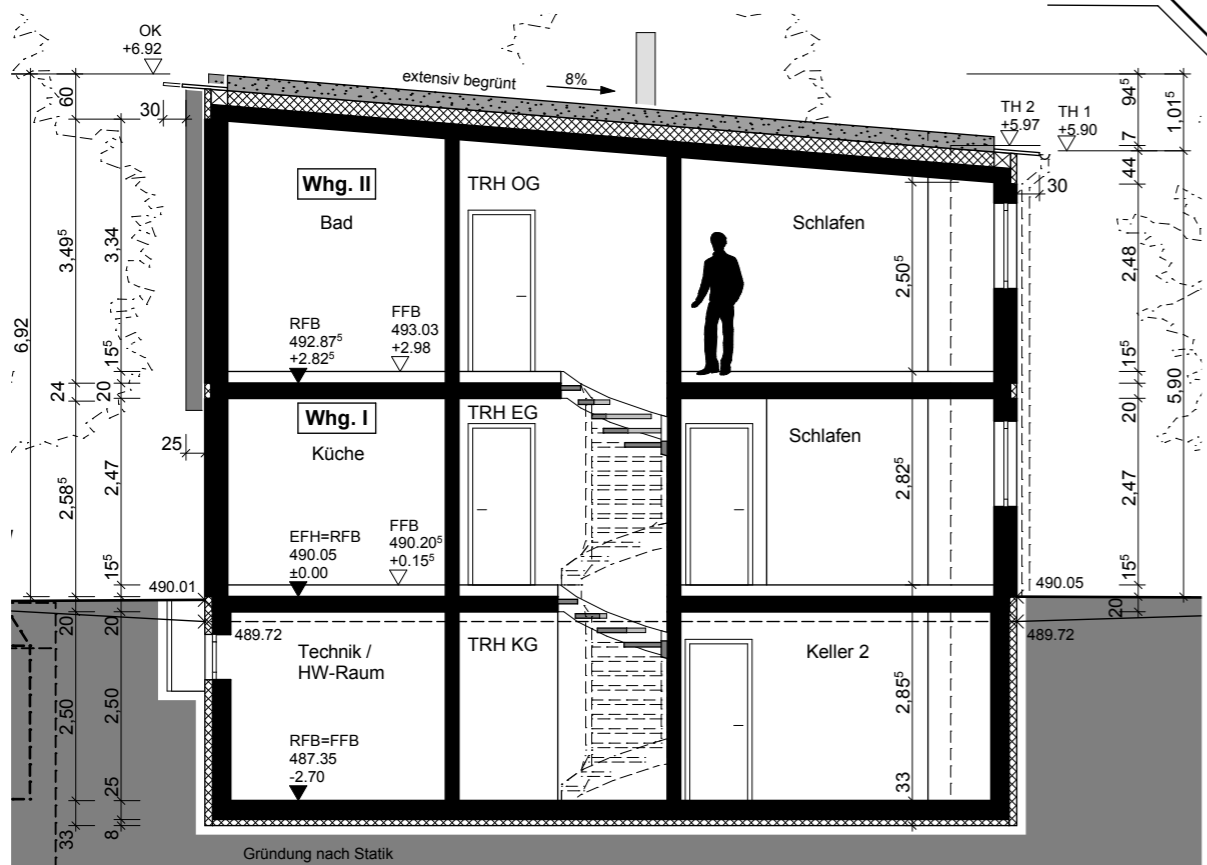 OK
+6.92
extensiv begrünt
8%
TH 2
+5.97
TH 1
+5.90
60
30
94⁵
7
1,01⁵
44
30
Whg. II
Bad
TRH OG
Schlafen
3,49⁵
3,34
2,50⁵
2,48
6,92
RFB
492.87⁵
+2.82⁵
FFB
493.03
+2.98
15⁵
15⁵
24
20
20
5,90
Whg. I
Küche
TRH EG
Schlafen
25
2,58⁵
2,47
2,82⁵
2,47
EFH=RFB
490.05
±0.00
FFB
490.20⁵
+0.15⁵
15⁵
15⁵
490.01
490.05
20
20
20
489.72
489.72
Technik /
HW-Raum
TRH KG
Keller 2
2,50
2,50
2,85⁵
RFB=FFB
487.35
-2.70
25
33
33
8
Gründung nach Statik